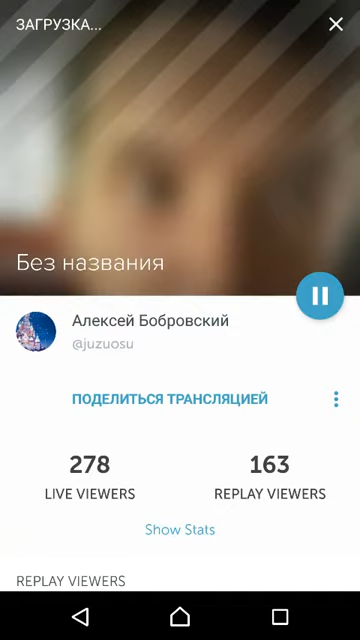 ЗАГРУЗКА...
Без названия
Алексей Бобровский
@juzuosu
ПОДЕЛИТЬСЯ ТРАНСЛЯЦИЕЙ
278 163
LIVE VIEWERS REPLAY VIEWERS
Show Stats
REPLAY VIEWERS